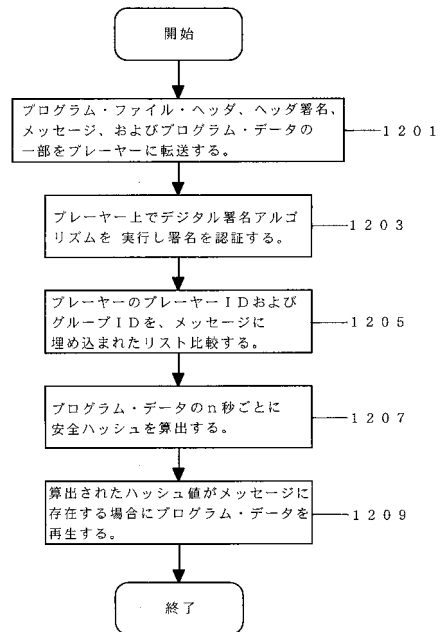 開始
プログラム・ファイル・ヘッダ、ヘッダ署名、
メッセージ、およびプログラム・データの
一部をプレーヤーに転送する。
1201
プレーヤー上でデジタル署名アルゴ
リズムを 実行し署名を認証する。
1203
プレーヤーのプレーヤーIDおよび
グループIDを、メッセージに
埋め込まれたリスト比較する。
1205
プログラム・データのn秒ごとに
安全ハッシュを算出する。
1207
算出されたハッシュ値がメッセージに
存在する場合にプログラム・データを
再生する。
1209
終了